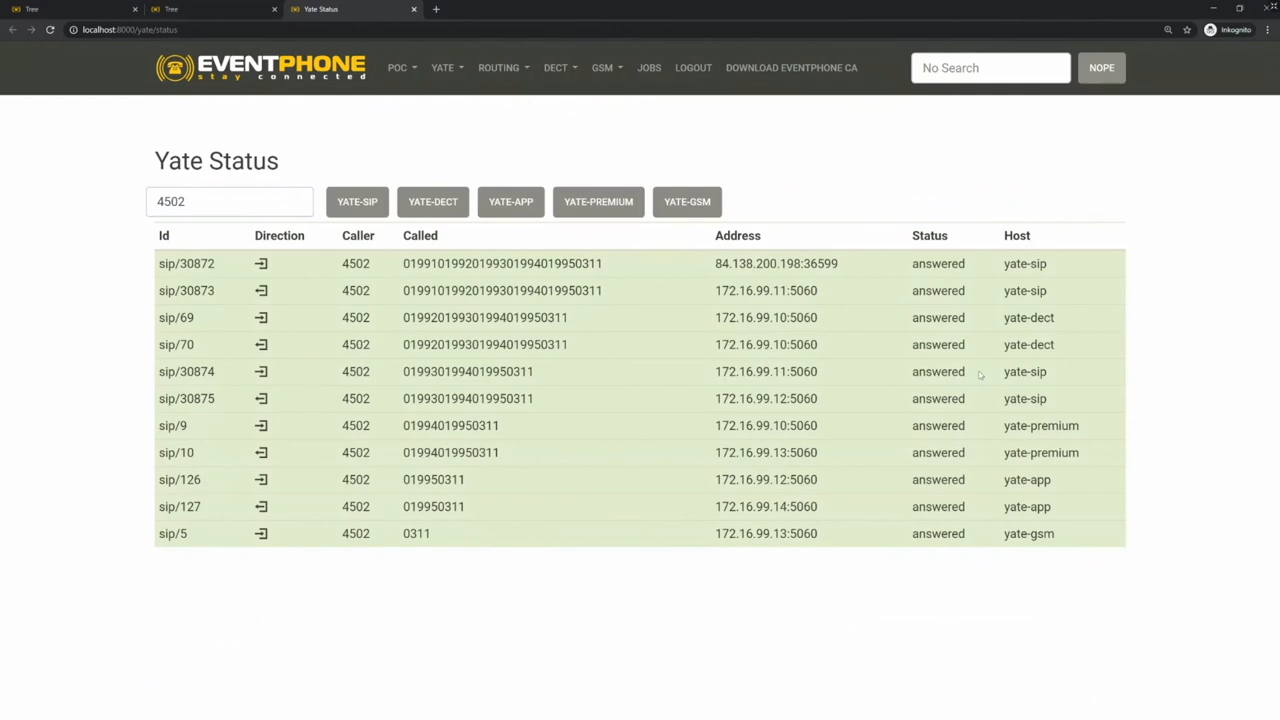 Tree
Tree
Yate Status
localhost:8000/yate/status
Inkognito
EVENTPHONE
stay connected
POC YATE ROUTING DECT GSM JOBS LOGOUT DOWNLOAD EVENTPHONE CA
No Search
NOPE
Yate Status
4502 YATE-SIP YATE-DECT YATE-APP YATE-PREMIUM YATE-GSM
Id Direction Caller Called Address Status Host
sip/30872 4502 01991019920199301994019950311 84.138.200.198:36599 answered yate-sip
sip/30873 4502 01991019920199301994019950311 172.16.99.11:5060 answered yate-sip
sip/69 4502 019920199301994019950311 172.16.99.10:5060 answered yate-dect
sip/70 4502 019920199301994019950311 172.16.99.10:5060 answered yate-dect
sip/30874 4502 0199301994019950311 172.16.99.11:5060 answered yate-sip
sip/30875 4502 0199301994019950311 172.16.99.12:5060 answered yate-sip
sip/9 4502 01994019950311 172.16.99.10:5060 answered yate-premium
sip/10 4502 01994019950311 172.16.99.13:5060 answered yate-premium
sip/126 4502 019950311 172.16.99.12:5060 answered yate-app
sip/127 4502 019950311 172.16.99.14:5060 answered yate-app
sip/5 4502 0311 172.16.99.13:5060 answered yate-gsm